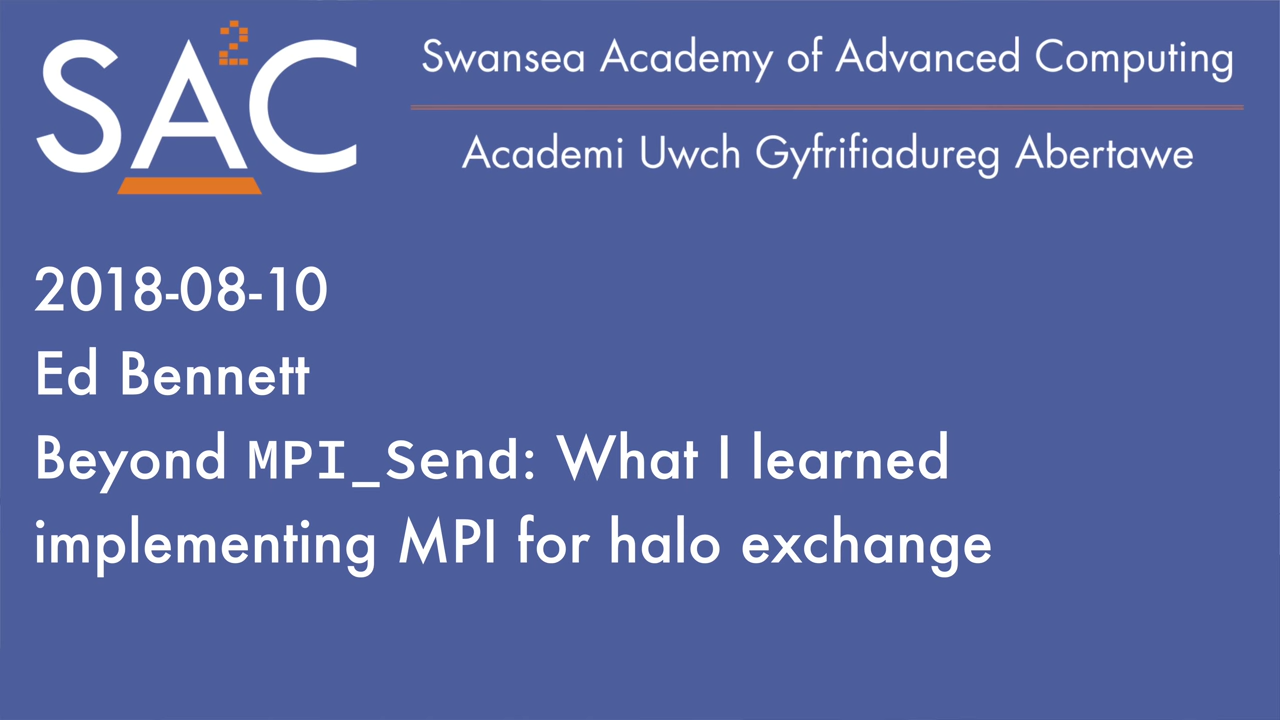 SA²C
Swansea Academy of Advanced Computing
Academi Uwch Gyfrifiadureg Abertawe
2018-08-10
Ed Bennett
Beyond MPI_Send: What I learned
implementing MPI for halo exchange